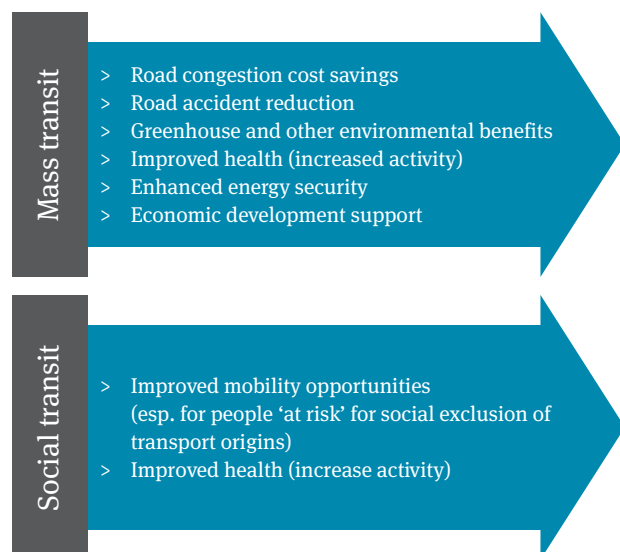 Mass transit
> Road congestion cost savings
> Road accident reduction
> Greenhouse and other environmental benefits
> Improved health (increased activity)
> Enhanced energy security
> Economic development support
Social transit
> Improved mobility opportunities
(esp. for people ‘at risk’ for social exclusion of
transport origins)
> Improved health (increase activity)